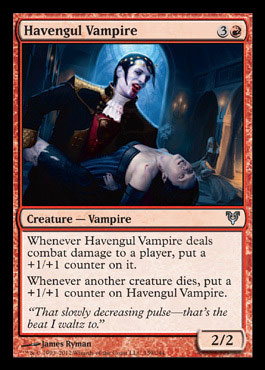 Havengul Vampire 3
Creature — Vampire
Whenever Havengul Vampire deals
combat damage to a player, put a
+1/+1 counter on it.
Whenever another creature dies, put a
+1/+1 counter on Havengul Vampire.
“That slowly decreasing pulse—that’s the
beat I waltz to.”
2/2
James Ryman